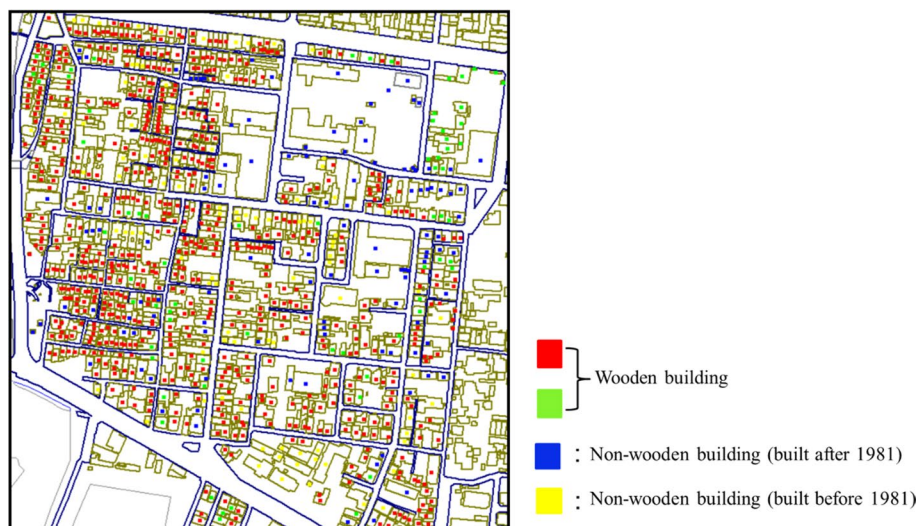 Wooden building
: Non-wooden building (built after 1981)
: Non-wooden building (built before 1981)